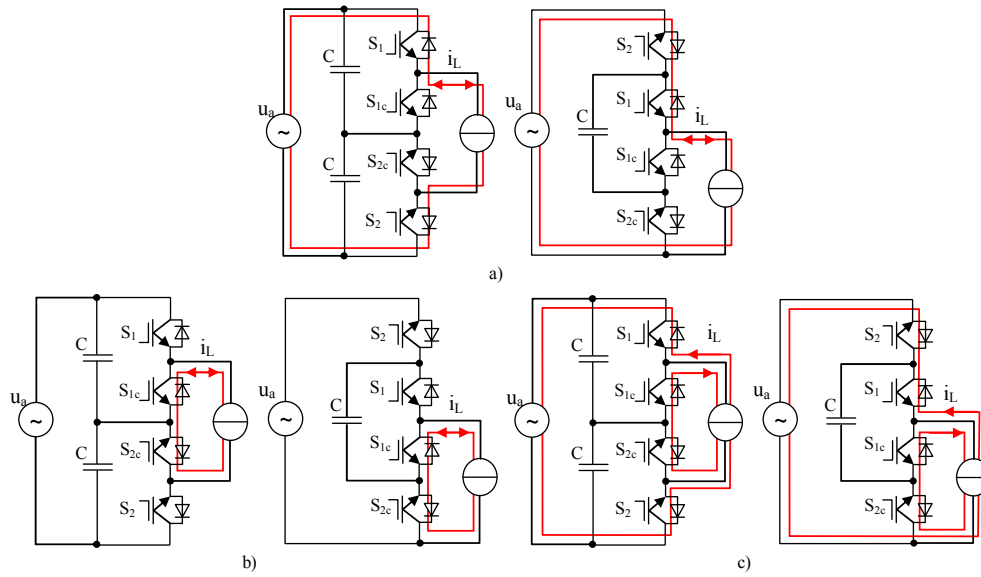 S1
iL
C
S1c
ua
~
C
S2c
S2
S2
S1
iL
ua
~
C
S1c
S2c
a)
S1
C
iL
S1c
ua
~
C
S2c
S2
S2
S1
iL
ua
~
C
S1c
S2c
b)
S1
C
iL
S1c
ua
~
C
S2c
S2
S2
S1
iL
ua
~
C
S1c
S2c
c)